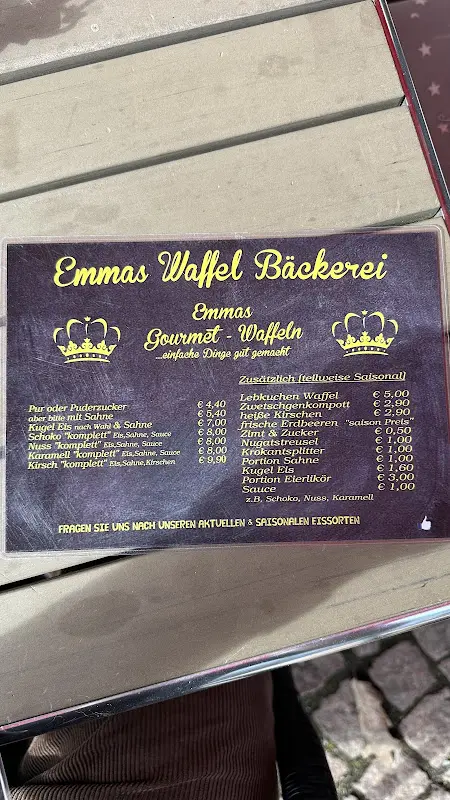 Emmas Waffel Bäckerei
Emmas
Gourmet - Waffeln
...einfache Dinge gut gemacht
Pur oder Puderzucker € 4,40
aber bitte mit Sahne € 5,40
Kugel Eis nach Wahl & Sahne € 7,00
Schoko "komplett" Eis,Sahne, Sauce € 8,00
Nuss "komplett" Eis,Sahne, Sauce € 8,00
Karamell "komplett" Eis,Sahne, Sauce € 8,00
Kirsch "komplett" Eis,Sahne,Kirschen € 9,90
Zusätzlich (teilweise Saisonal)
Lebkuchen Waffel € 5,00
Zwetschgenkompott € 2,90
heiße Kirschen € 2,90
frische Erdbeeren "saison Preis"
Zimt & Zucker € 0,50
Nugatstreusel € 1,00
Krokantsplitter € 1,00
Portion Sahne € 1,00
Kugel Eis € 1,60
Portion Eierlikör € 3,00
Sauce € 1,00
z.B, Schoko, Nuss, Karamell
FRAGEN SIE UNS NACH UNSEREN AKTUELLEN & SAISONALEN EISSORTEN